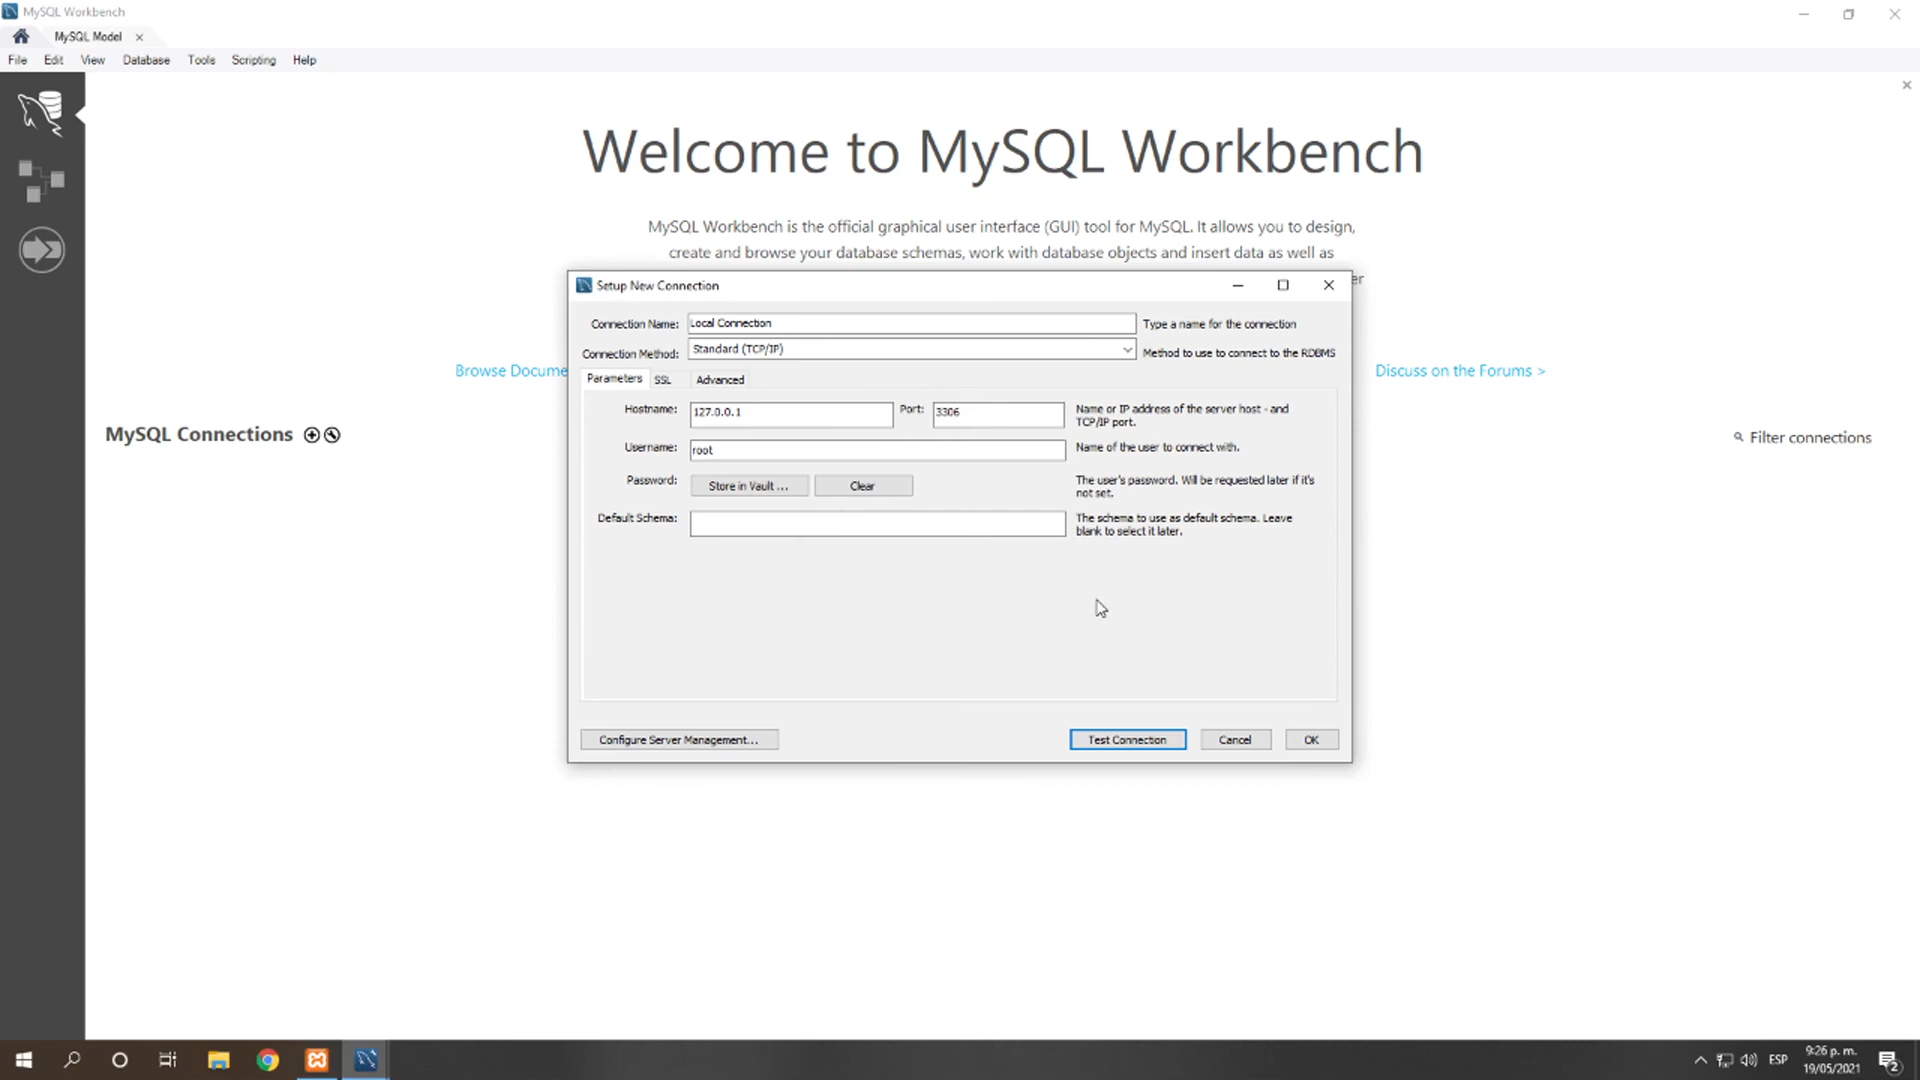 MySQL Workbench
MySQL Model
File Edit View Database Tools Scripting Help
Welcome to MySQL Workbench
MySQL Workbench is the official graphical user interface (GUI) tool for MySQL. It allows you to design,
create and browse your database schemas, work with database objects and insert data as well as
er
Browse Docume
Discuss on the Forums >
MySQL Connections
Filter connections
Setup New Connection
Connection Name: Local Connection Type a name for the connection
Connection Method: Standard (TCP/IP) Method to use to connect to the RDBMS
Parameters SSL Advanced
Hostname: 127.0.0.1 Port: 3306 Name or IP address of the server host - and
TCP/IP port.
Username: root Name of the user to connect with.
Password: Store in Vault ... Clear The user's password. Will be requested later if it's
not set.
Default Schema: The schema to use as default schema. Leave
blank to select it later.
Configure Server Management... Test Connection Cancel OK
ESP
9:26 p. m.
19/05/2021
2